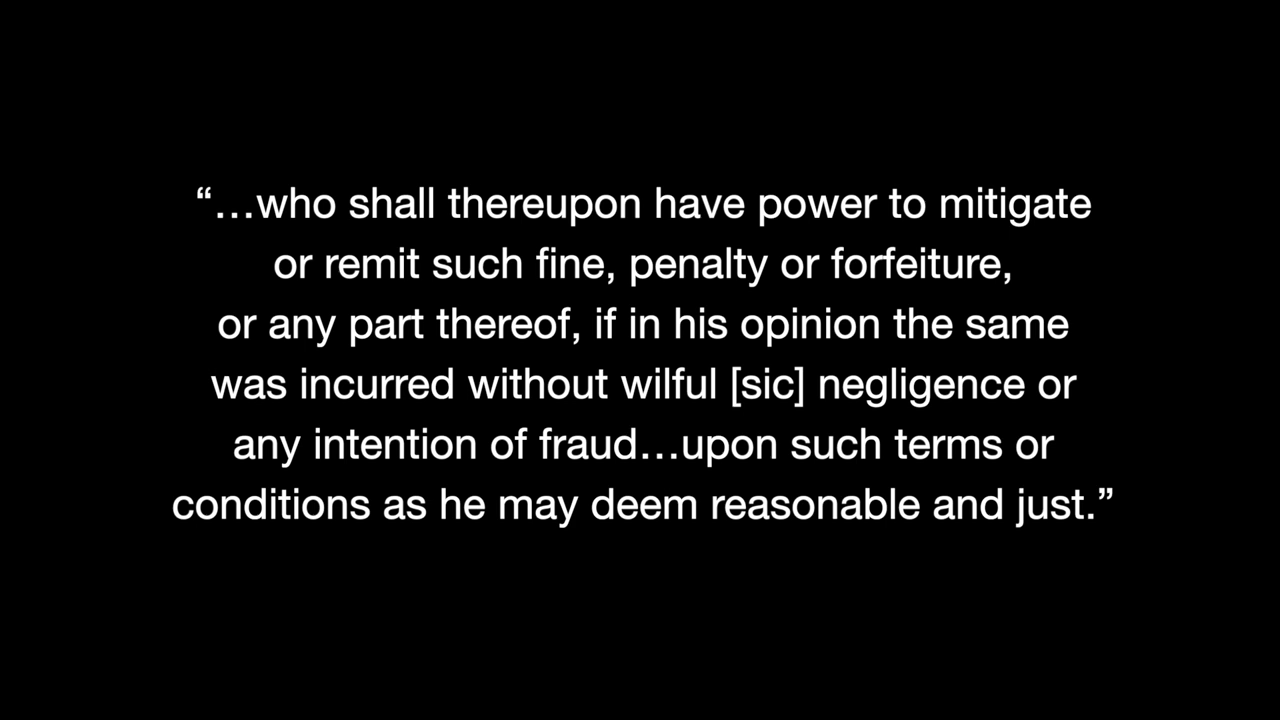 “…who shall thereupon have power to mitigate
or remit such fine, penalty or forfeiture,
or any part thereof, if in his opinion the same
was incurred without wilful [sic] negligence or
any intention of fraud…upon such terms or
conditions as he may deem reasonable and just.”